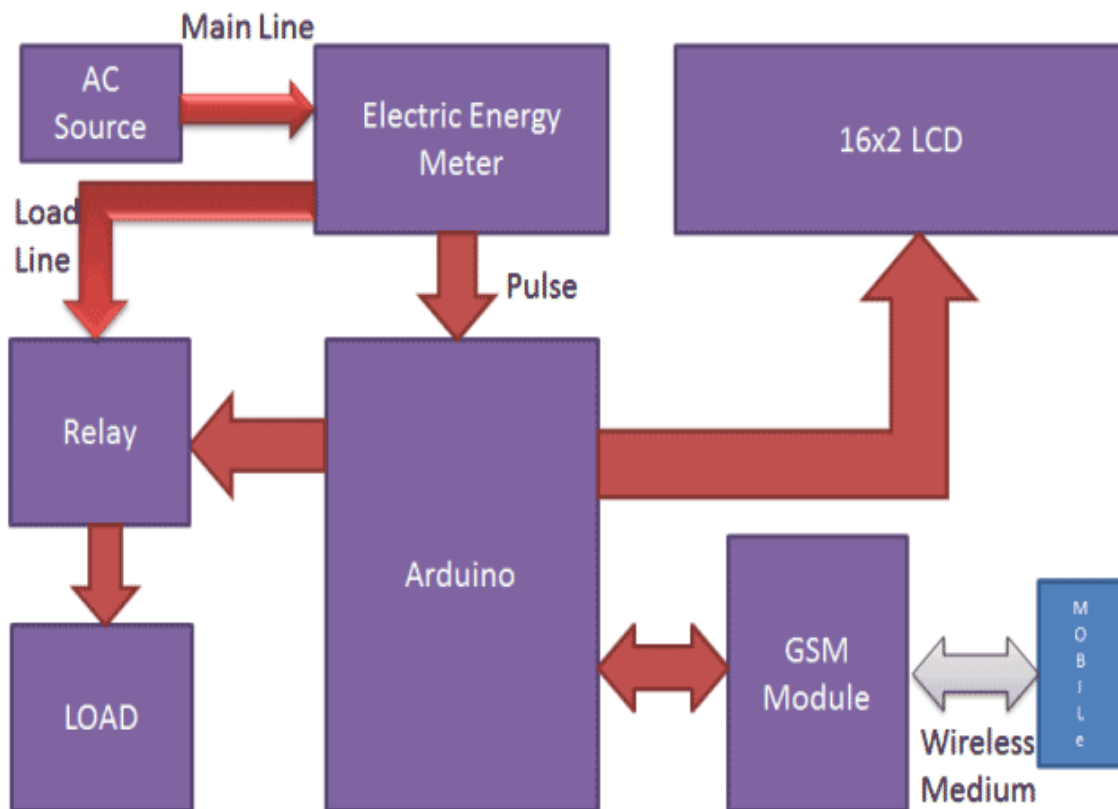 Main Line
AC
Source
Electric Energy
Meter
16x2 LCD
Load
Line
Pulse
Relay
Arduino
LOAD
GSM
Module
Wireless
Medium
MOBiLe